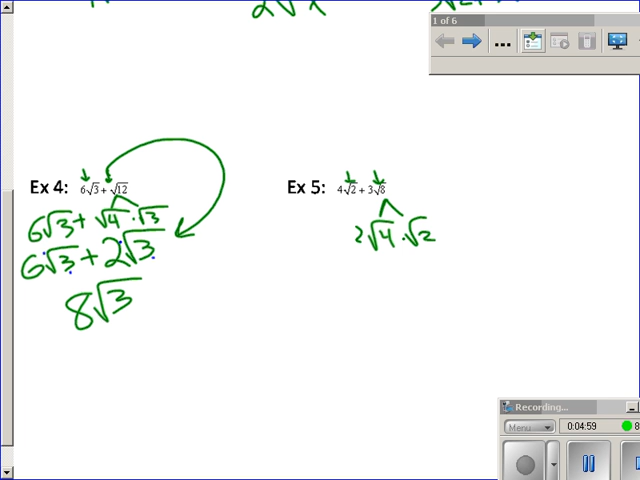 1 of 6
Ex 4: 6√3 + √12
6√3 + √4 · √3
6√3 + 2√3
8√3
Ex 5: 4√2 + 3√8
2√4 · √2
Recording...
Menu
0:04:59
8